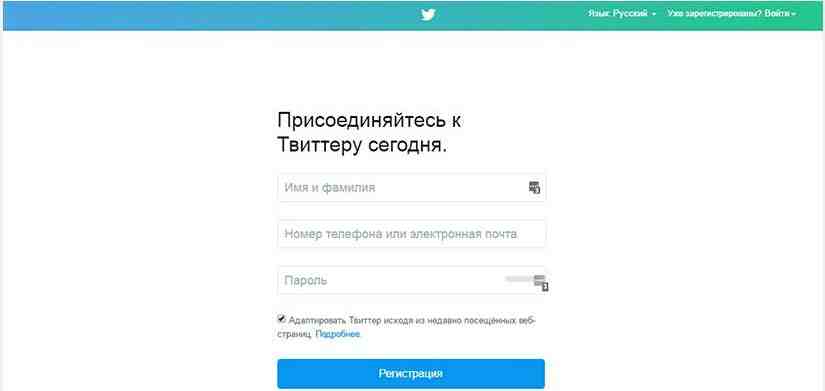 Язык: Русский Уже зарегистрированы? Войти
Присоединяйтесь к
Твиттеру сегодня.
Имя и фамилия
Номер телефона или электронная почта
Пароль
Адаптировать Твиттер исходя из недавно посещённых веб-
страниц. Подробнее.
Регистрация